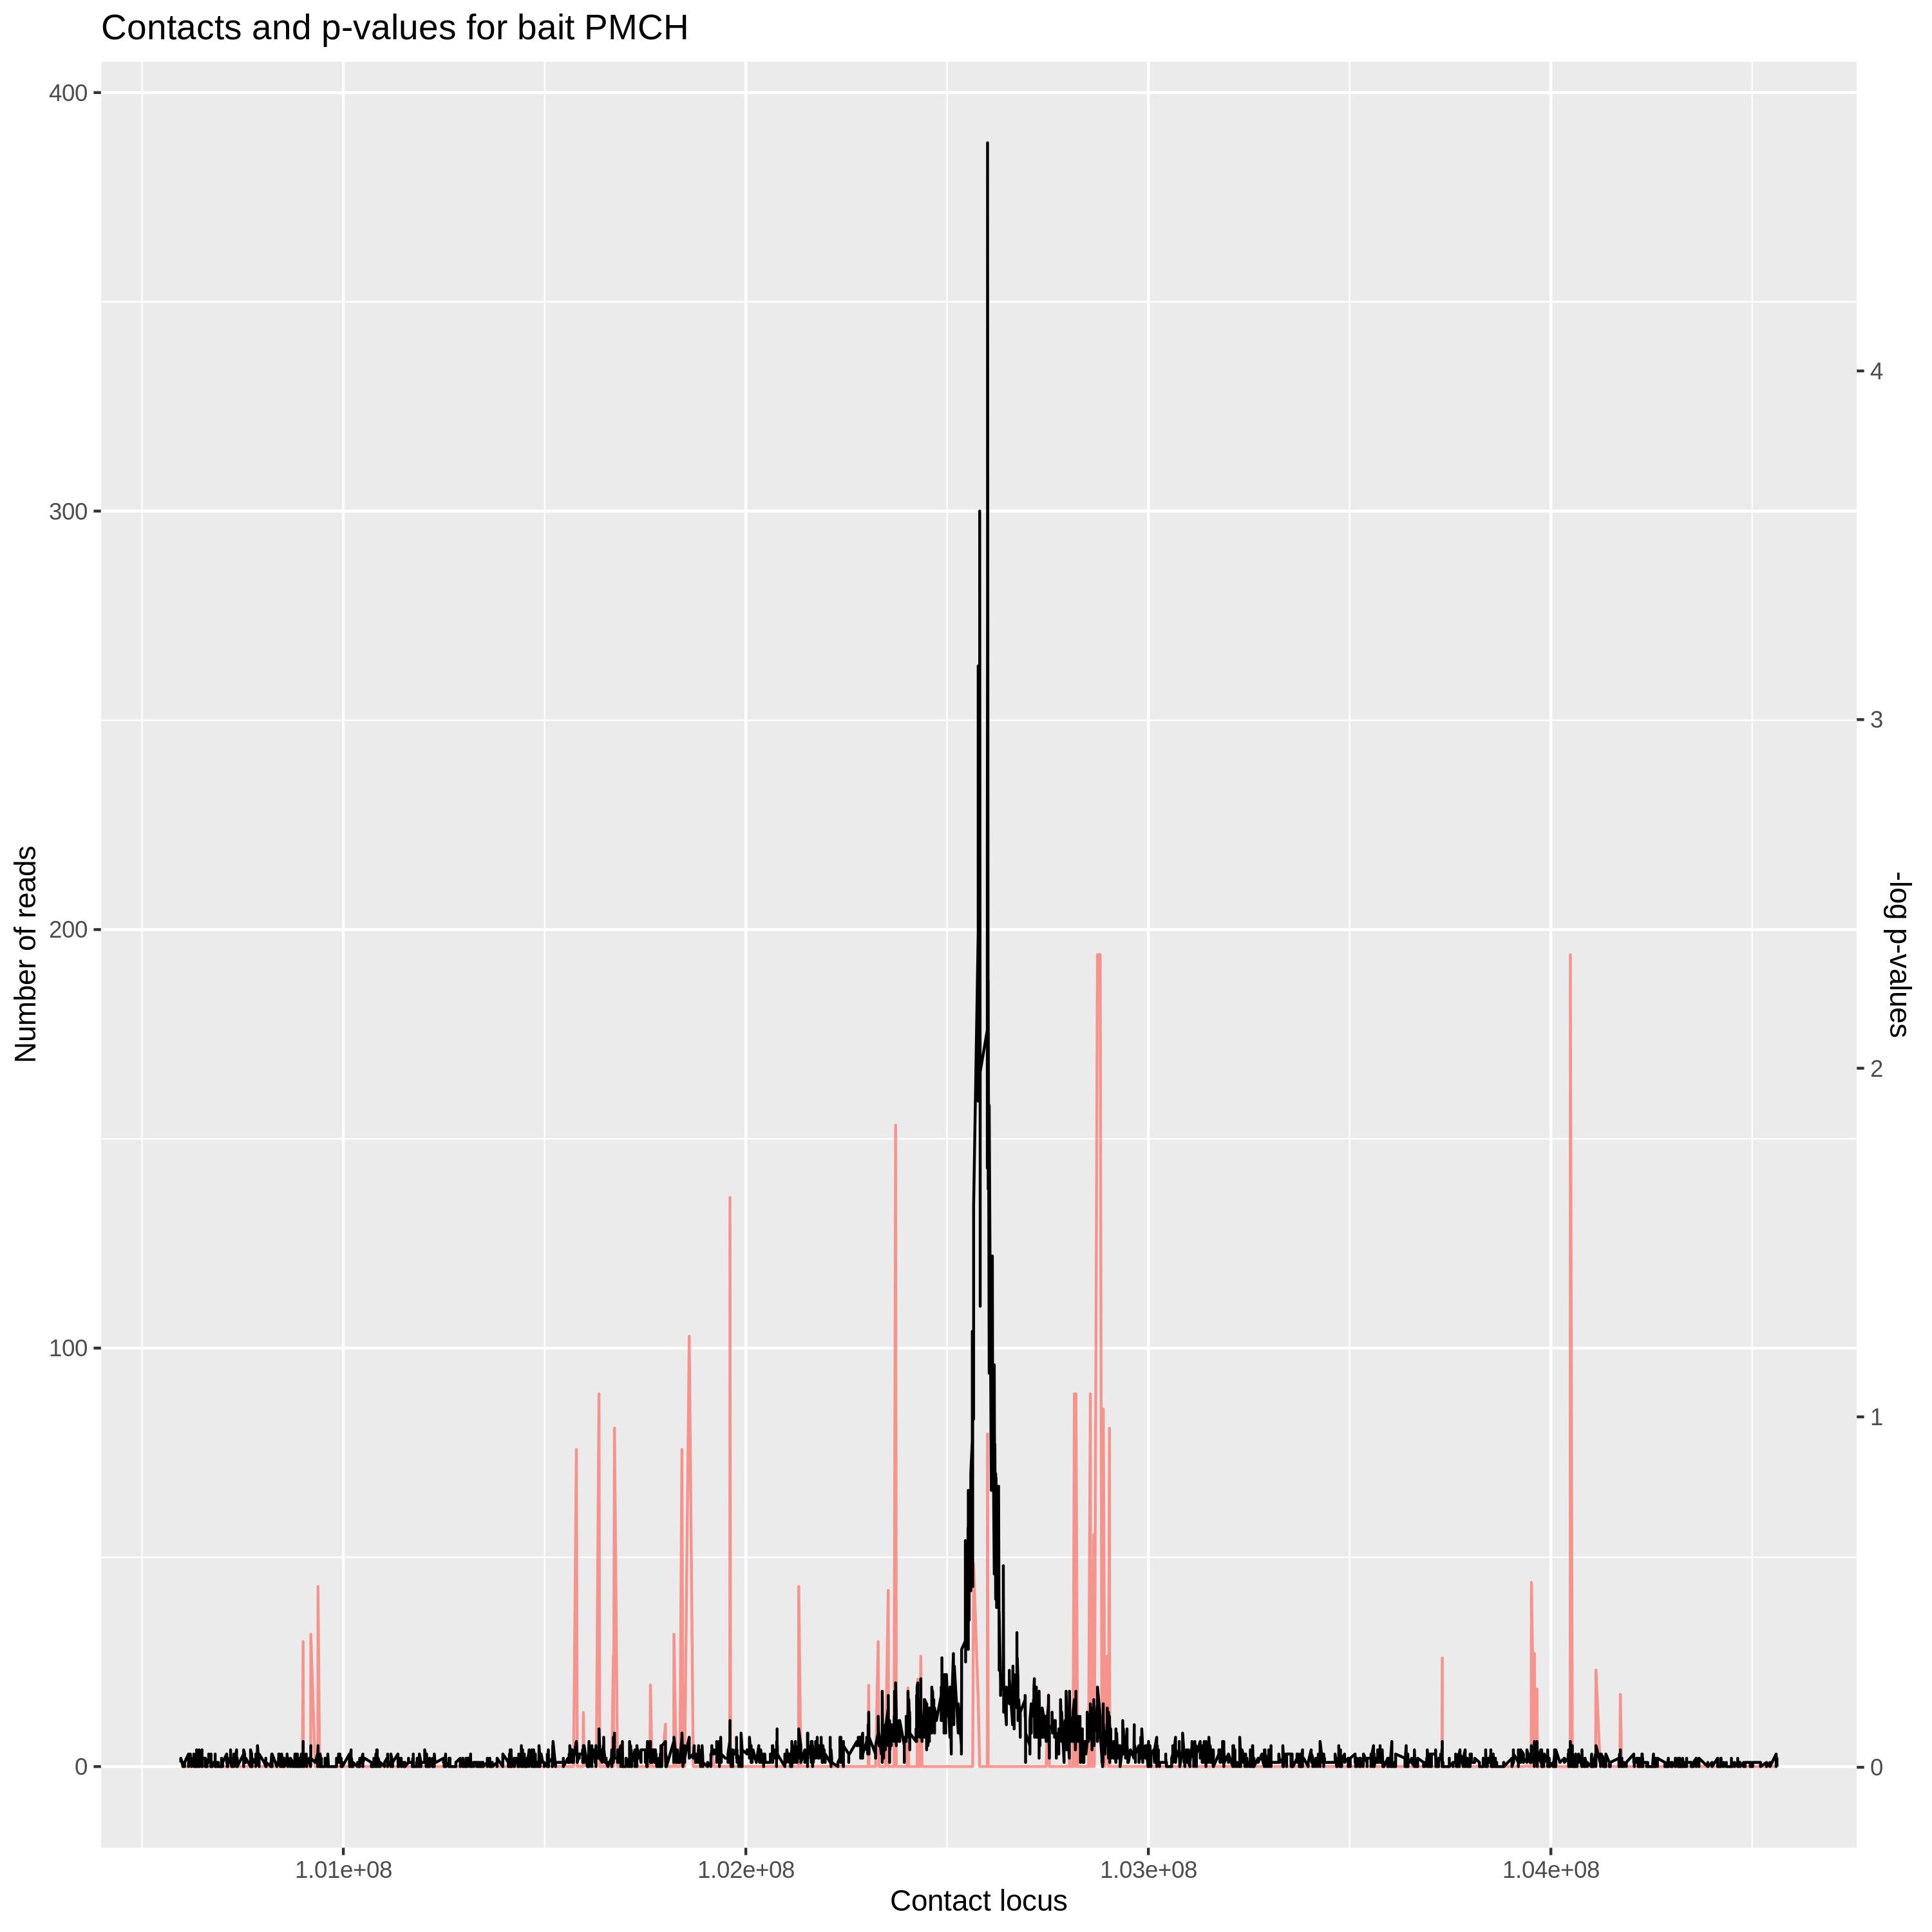 Contacts and p-values for bait PMCH
400
300
200
100
0
Number of reads
4
3
2
1
0
-log p-values
1.01e+08
1.02e+08
1.03e+08
1.04e+08
Contact locus